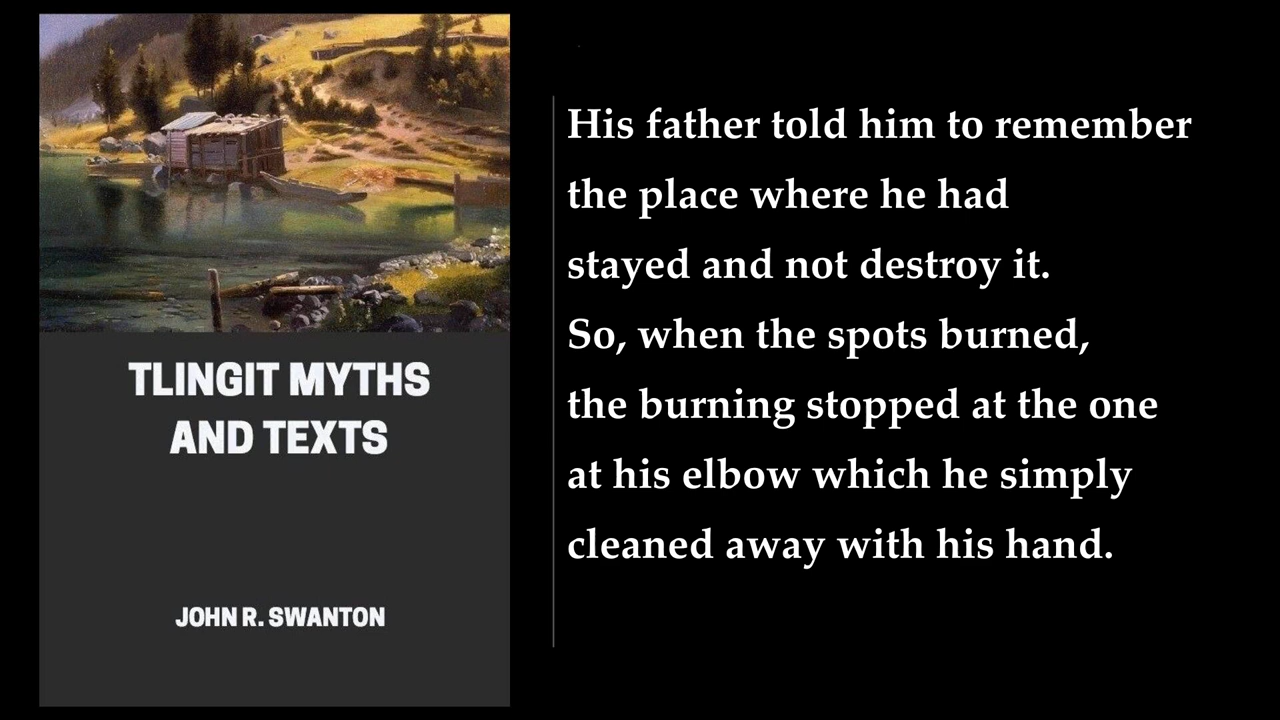 TLINGIT MYTHS
AND TEXTS
JOHN R. SWANTON
His father told him to remember
the place where he had
stayed and not destroy it.
So, when the spots burned,
the burning stopped at the one
at his elbow which he simply
cleaned away with his hand.